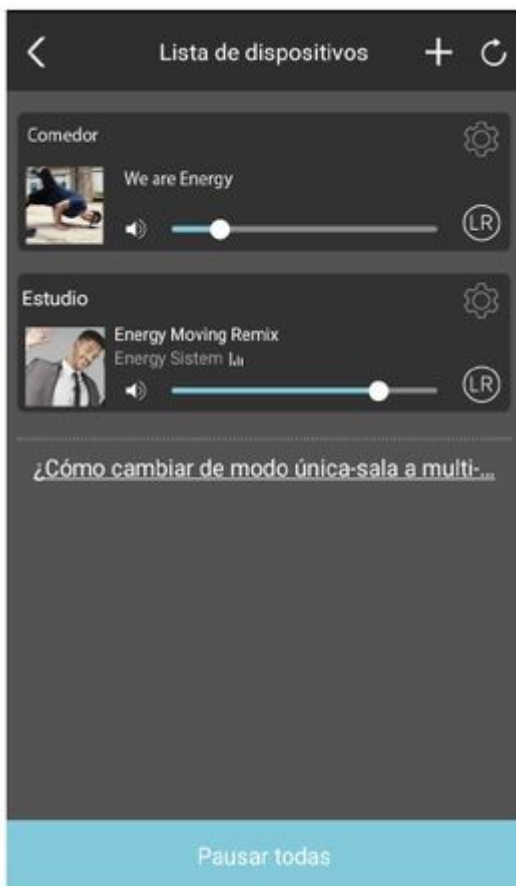 Lista de dispositivos
Comedor
We are Energy
LR
Estudio
Energy Moving Remix
Energy Sistem
LR
¿Cómo cambiar de modo única-sala a multi-...
Pausar todas